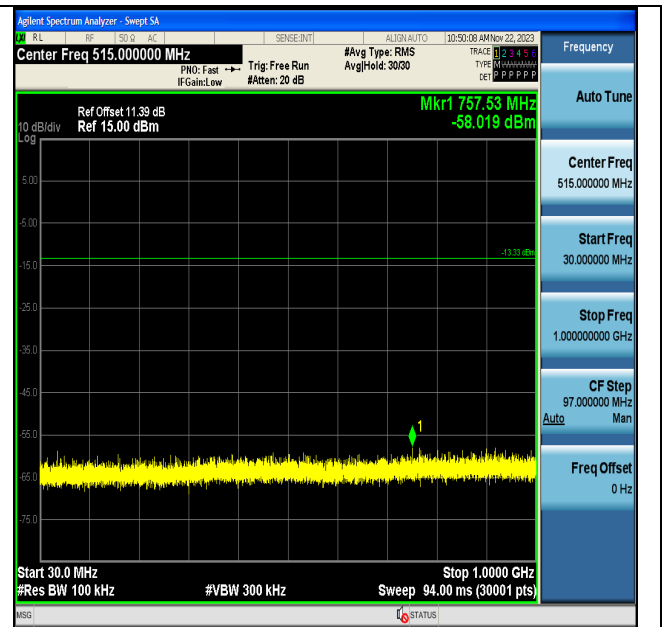 Agilent Spectrum Analyzer - Swept SA
LXI RL RF 50 Ω AC SENSE:INT ALIGN AUTO 10:50:08 AM Nov 22, 2023
Center Freq 515.000000 MHz
PNO: Fast
IFGain:Low
Trig: Free Run
#Atten: 20 dB
#Avg Type: RMS
Avg|Hold: 30/30
TRACE 1 2 3 4 5 6
TYPE M
DET P P P P P P
Frequency
Mkr1 757.53 MHz
-58.019 dBm
Ref Offset 11.39 dB
10 dB/div Ref 15.00 dBm
Log
5.00
-5.00
-13.33 dBm
-15.0
-25.0
-35.0
-45.0
1
-55.0
-65.0
-75.0
Start 30.0 MHz Stop 1.0000 GHz
#Res BW 100 kHz #VBW 300 kHz Sweep 94.00 ms (30001 pts)
MSG STATUS
Auto Tune
Center Freq
515.000000 MHz
Start Freq
30.000000 MHz
Stop Freq
1.000000000 GHz
CF Step
97.000000 MHz
Auto Man
Freq Offset
0 Hz